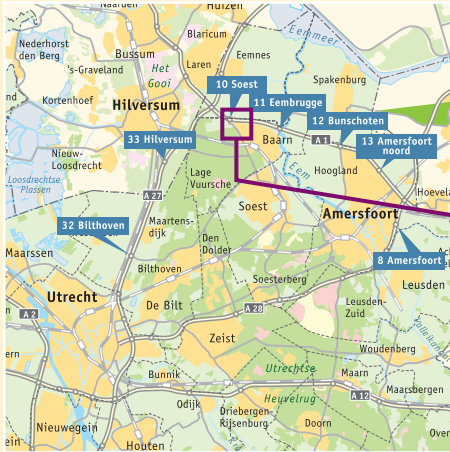 Naarden
Huizen
Blaricum
Eemmeer
Nederhorst
den Berg
Bussum
Eemnes
's-Graveland
Het
Gooi
Laren
Spakenburg
10 Soest
Kortenhoef
Hilversum
11 Eembrugge
12 Bunschoten
33 Hilversum
Baarn
A 1
13 Amersfoort
noord
Nieuw-
Loosdrecht
Hoogland
Loosdrechtse
Plassen
Lage
Vuursche
Eem
Hoevela
A 27
Soest
Amersfoort
32 Bilthoven
Maartens-
dijk
Den
Dolder
Maarssen
8 Amersfoort
Bilthoven
Soesterberg
Leusden
Utrecht
De Bilt
Leusden-
Zuid
A 28
A 2
Zeist
Woudenberg
ern
Bunnik
Utrechtse
Heuvelrug
Maarn
Maarsbergen
A 12
Odijk
Driebergen-
Rijsenburg
Doorn
Nieuwegein
Houten